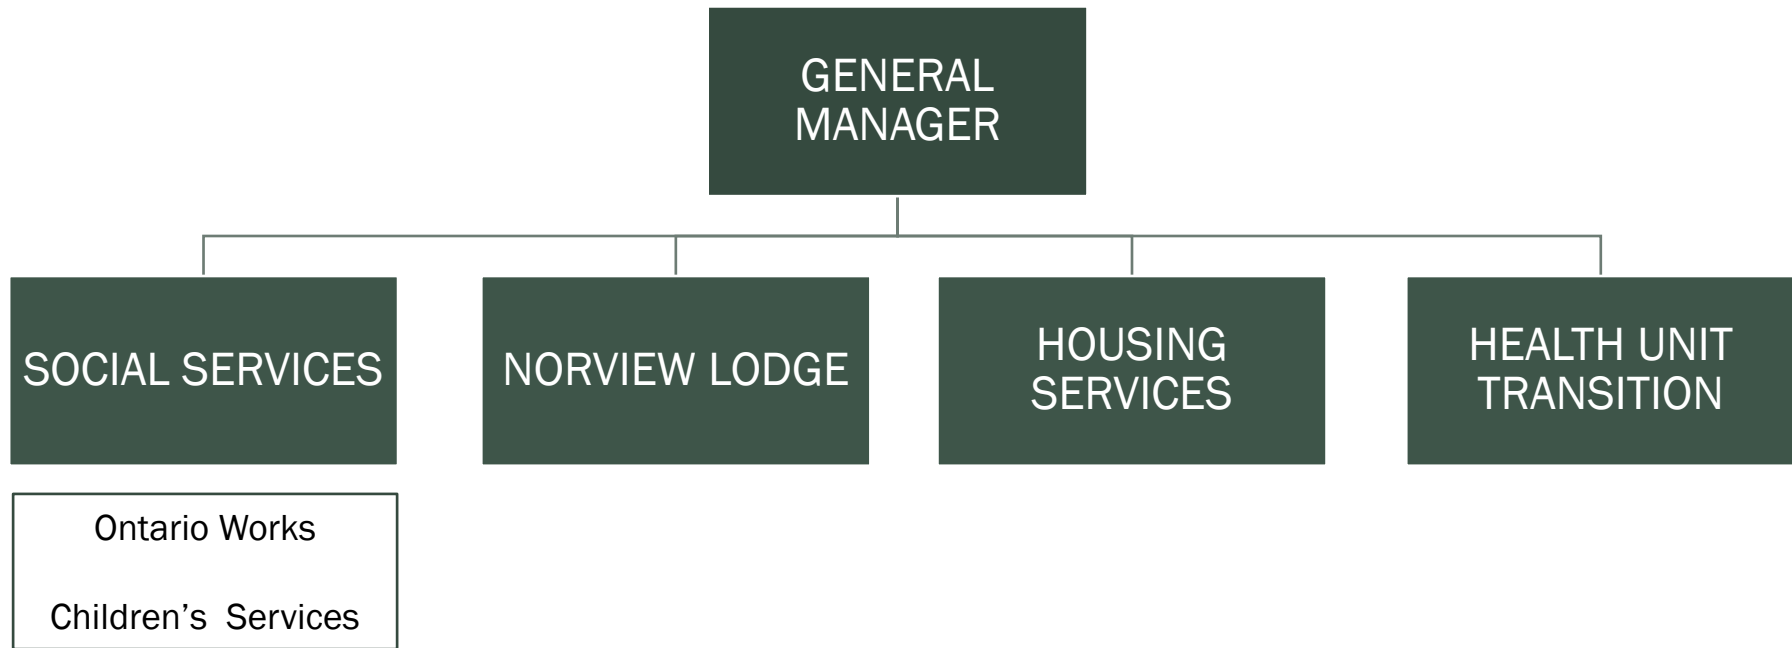 GENERAL
MANAGER
SOCIAL SERVICES
NORVIEW LODGE
HOUSING
SERVICES
HEALTH UNIT
TRANSITION
Ontario Works
Children’s  Services